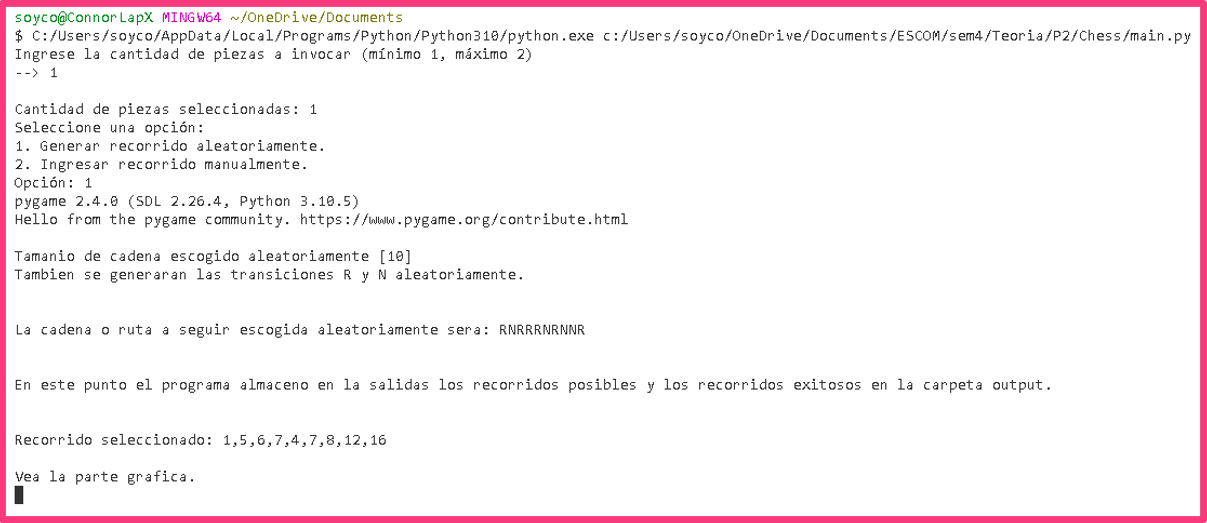 soyco@ConnorLapX MINGW64 ~/OneDrive/Documents
$ C:/Users/soyco/AppData/Local/Programs/Python/Python310/python.exe c:/Users/soyco/OneDrive/Documents/ESCOM/sem4/Teoria/P2/Chess/main.py
Ingrese la cantidad de piezas a invocar (mínimo 1, máximo 2)
--> 1
Cantidad de piezas seleccionadas: 1
Seleccione una opción:
1. Generar recorrido aleatoriamente.
2. Ingresar recorrido manualmente.
Opción: 1
pygame 2.4.0 (SDL 2.26.4, Python 3.10.5)
Hello from the pygame community. https://www.pygame.org/contribute.html
Tamanio de cadena escogido aleatoriamente [10]
Tambien se generaran las transiciones R y N aleatoriamente.
La cadena o ruta a seguir escogida aleatoriamente sera: RNRRRNRNNR
En este punto el programa almaceno en la salidas los recorridos posibles y los recorridos exitosos en la carpeta output.
Recorrido seleccionado: 1,5,6,7,4,7,8,12,16
Vea la parte grafica.